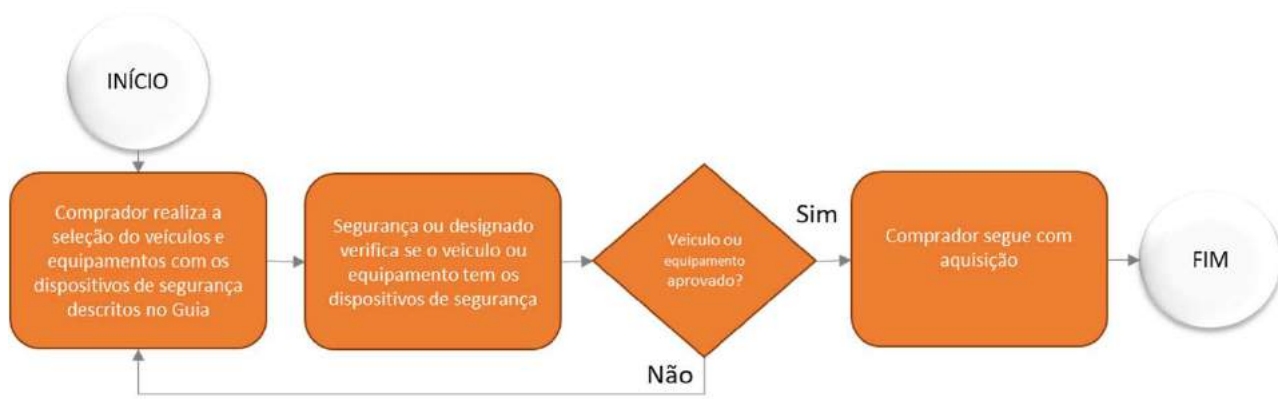 INÍCIO
Comprador realiza a
seleção do veículos e
equipamentos com os
dispositivos de segurança
descritos no Guia
Segurança ou designado
verifica se o veiculo ou
equipamento tem os
dispositivos de segurança
Veiculo ou
equipamento
aprovado?
Sim
Não
Comprador segue com
aquisição
FIM